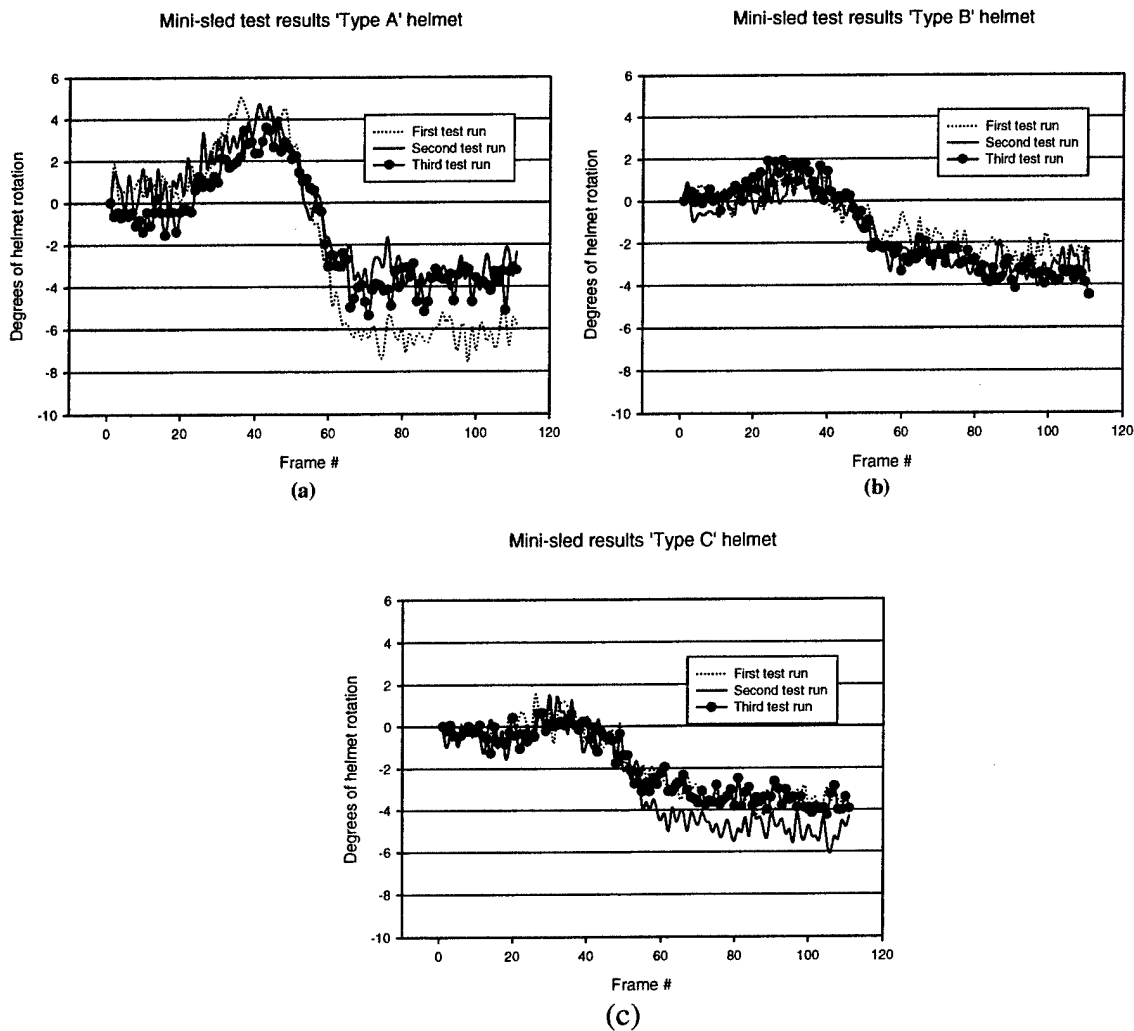 Mini-sled test results 'Type A' helmet
Degrees of helmet rotation
6
4
2
0
-2
-4
-6
-8
-10
First test run
Second test run
Third test run
0 20 40 60 80 100 120
Frame #
(a)
Mini-sled test results 'Type B' helmet
Degrees of helmet rotation
6
4
2
0
-2
-4
-6
-8
-10
First test run
Second test run
Third test run
0 20 40 60 80 100 120
Frame #
(b)
Mini-sled results 'Type C' helmet
Degrees of helmet rotation
6
4
2
0
-2
-4
-6
-8
-10
First test run
Second test run
Third test run
0 20 40 60 80 100 120
Frame #
(c)